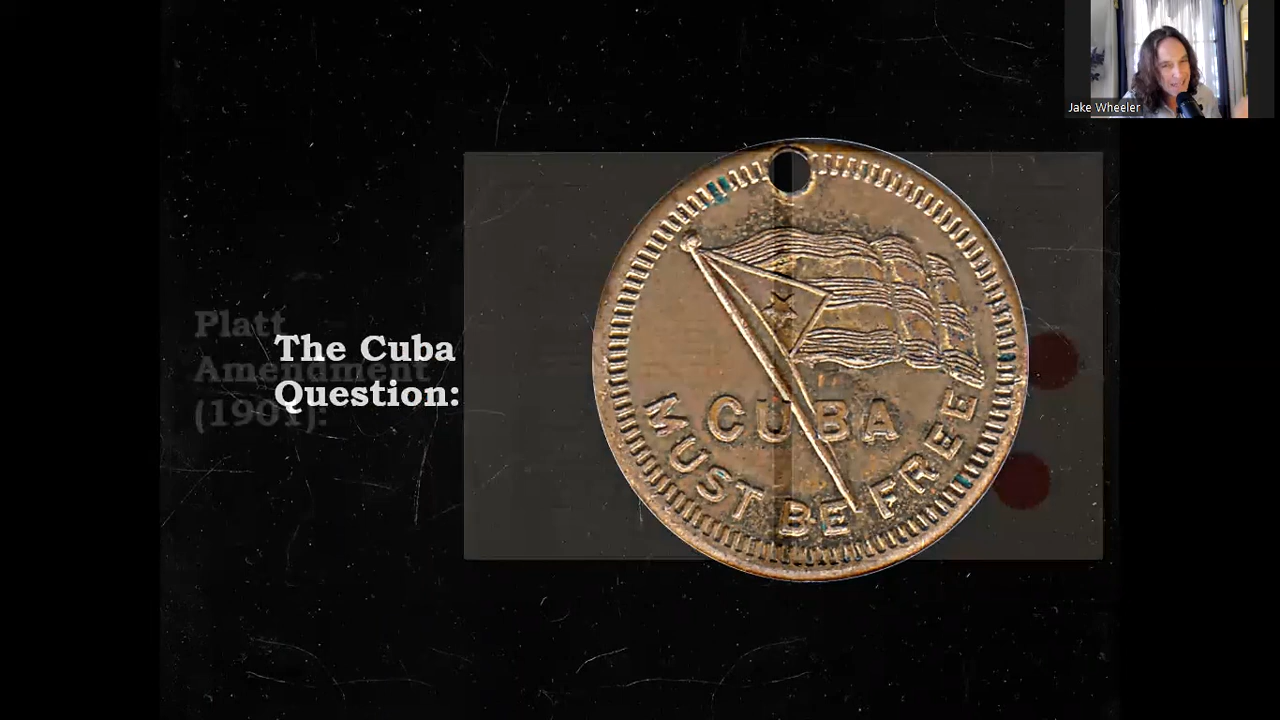 Jake Wheeler
Platt
Amendment
(1901):
The Cuba
Question:
CUBA
MUST BE FREE